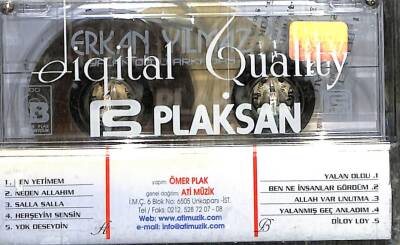 ERKAN YILMAZ
Digital Quality
PLAKSAN
1. EN YETİMEM
2. NEDEN ALLAHIM
3. SALLA SALLA
4. HERŞEYİM SENSİN
5. YOK DESEYDİN
A
yapım: ÖMER PLAK
genel dağıtım: ATİ MÜZİK
İ.M.Ç. 6 Blok No: 6505 Unkapanı -İST.
Tel / Faks: 0212. 528 72 07 - 08
Web: www.atimuzik.com
e-mail: info@atimuzik.com
B
YALAN OLDU .1
BEN NE İNSANLAR GÖRDÜM .2
ALLAH VAR UNUTMA .3
YALANMIŞ GEÇ ANLADIM .4
DİLOY LOY .5